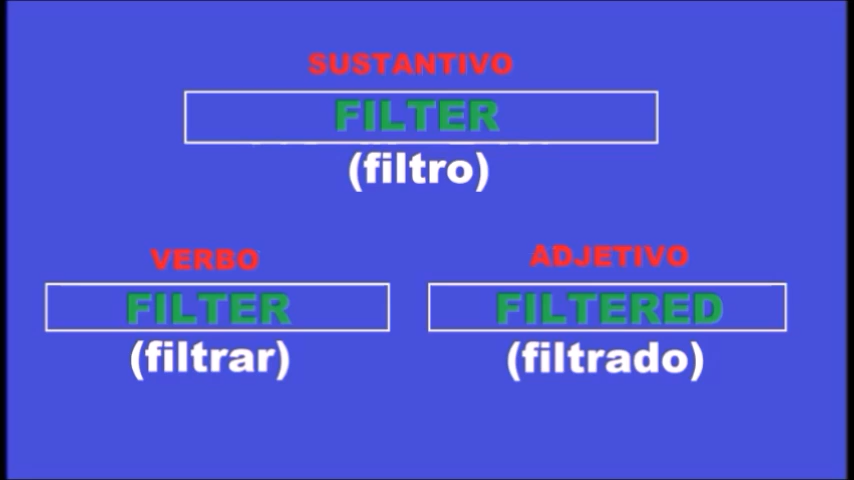 SUSTANTIVO
FILTER
(filtro)
VERBO
FILTER
(filtrar)
ADJETIVO
FILTERED
(filtrado)